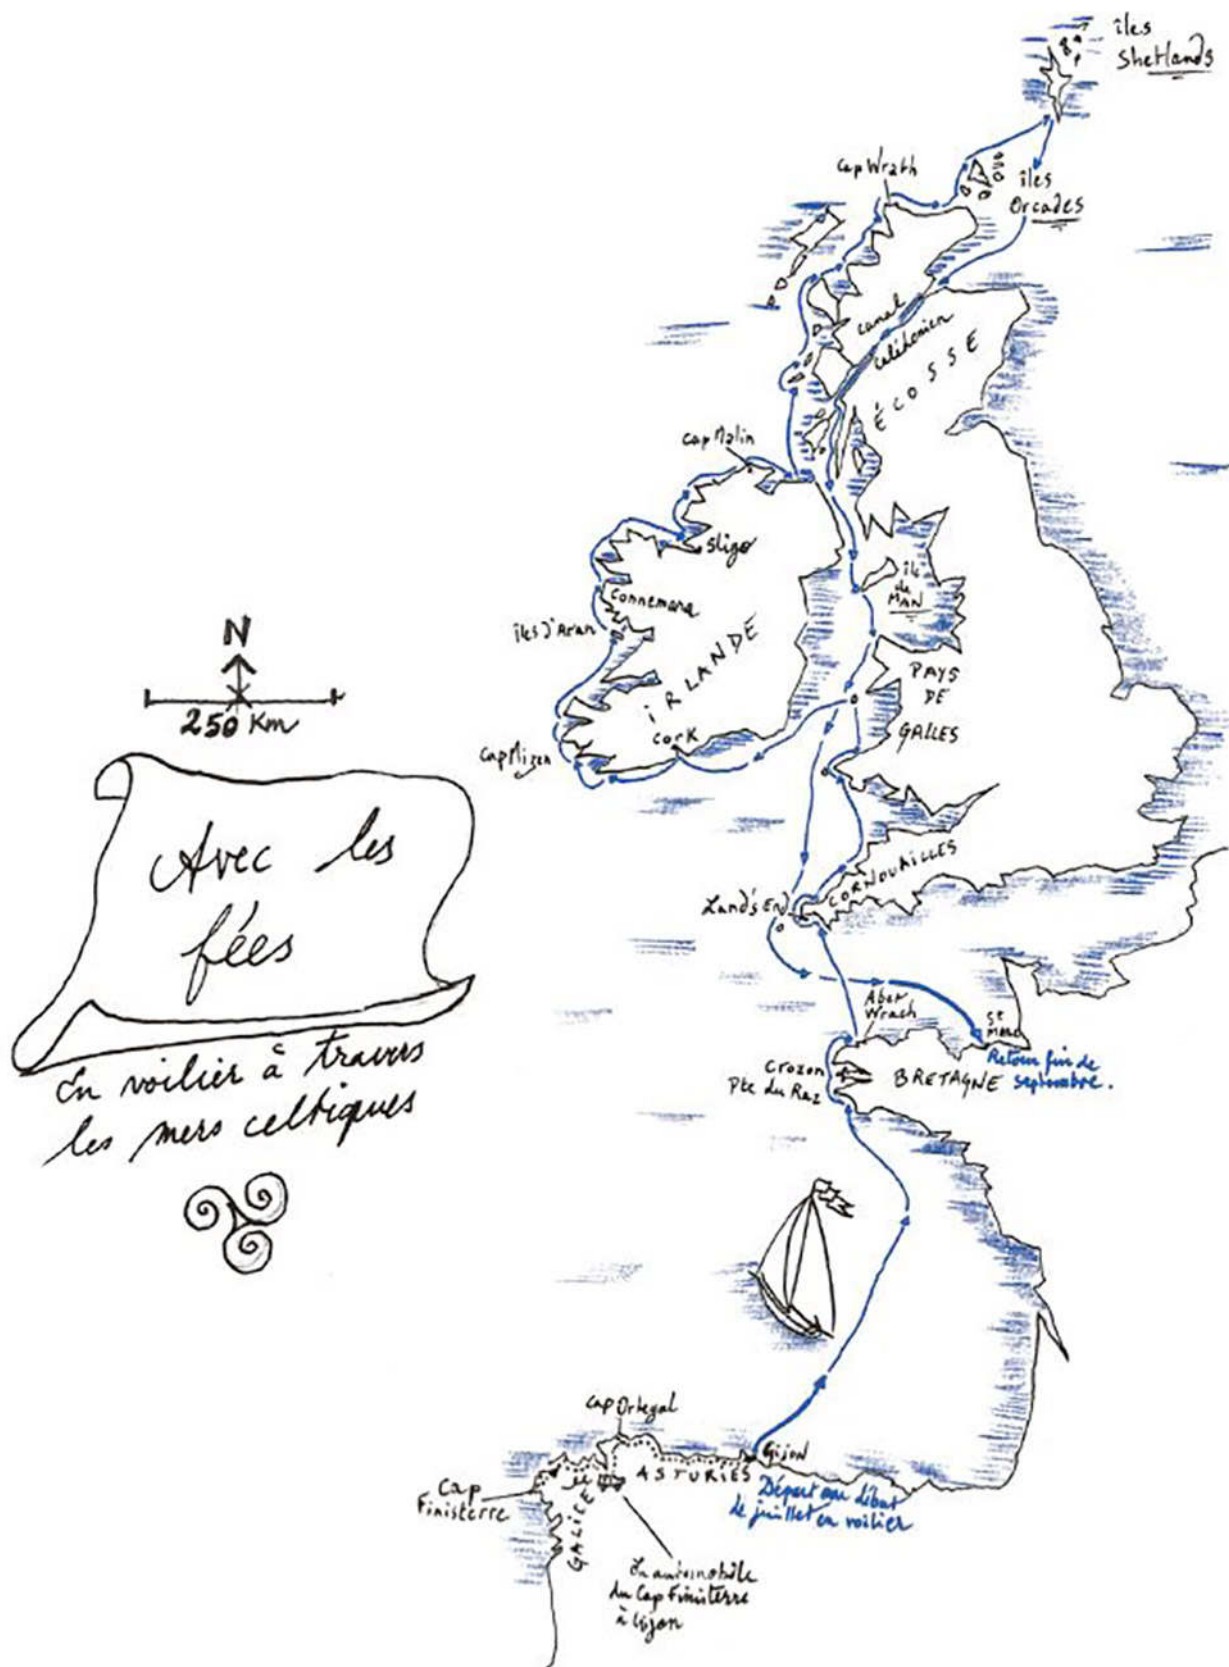 îles
Shetlands
Cap Wrath
îles
Orcades
canal
calédonien
ÉCOSSE
Cap Malin
Sligo
île
de
MAN
Connemara
îles d'Aran
IRLANDE
PAYS
DE
GALLES
N
250 Km
Cork
Cap Mizen
Avec les
fées
CORNOUAILLES
Land's End
Aber
Wrach
St
MALO
En voilier à travers
les mers celtiques
Retour fin de
septembre.
Crozon
Pte du Raz
BRETAGNE
Cap Ortegal
Gijon
ASTURIES
Cap
Finisterre
GALICE
Départ au début
de juillet en voilier
En automobile
du Cap Finisterre
à Gijon